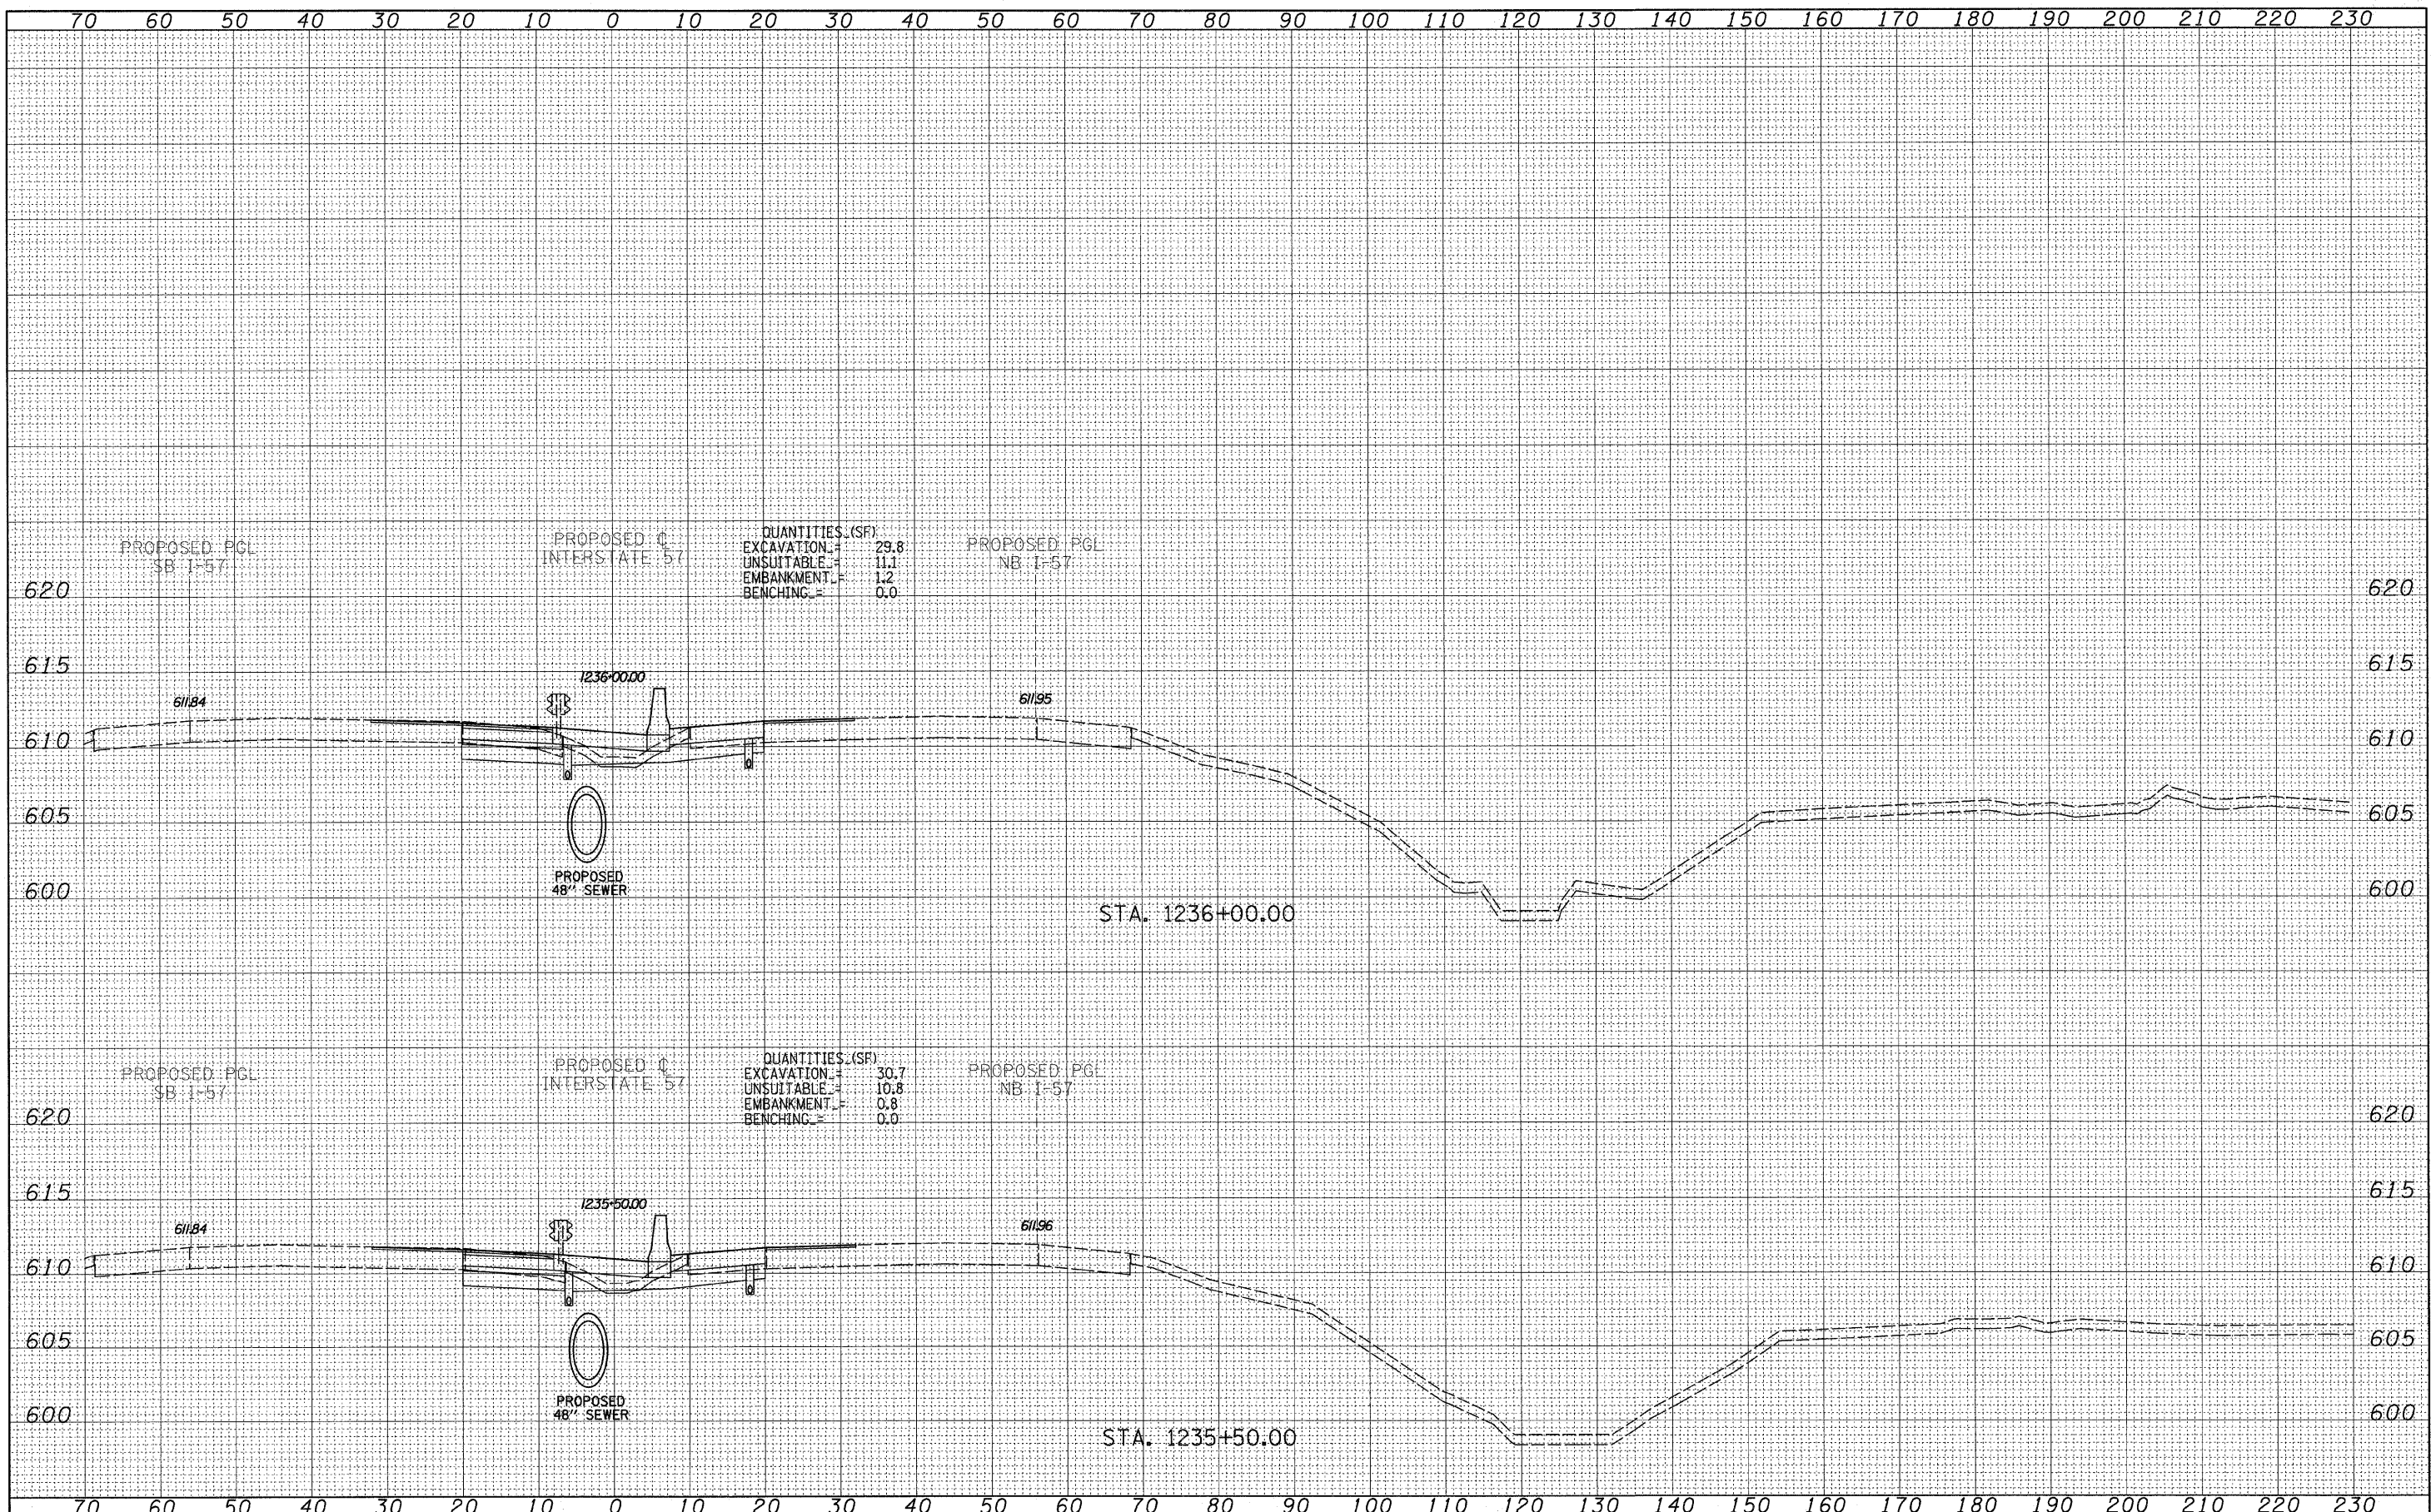 70 60 50 40 30 20 10 0 10 20 30 40 50 60 70 80 90 100 110 120 130 140 150 160 170 180 190 200 210 220 230
PROPOSED PGL
SB I-57
PROPOSED ℄
INTERSTATE 57
QUANTITIES (SF)
EXCAVATION = 29.8
UNSUITABLE = 11.1
EMBANKMENT = 1.2
BENCHING = 0.0
PROPOSED PGL
NB I-57
620 620
615 615
1236+00.00
611.84 611.95
610 610
605 605
PROPOSED
48" SEWER
600 600
STA. 1236+00.00
PROPOSED PGL
SB I-57
PROPOSED ℄
INTERSTATE 57
QUANTITIES (SF)
EXCAVATION = 30.7
UNSUITABLE = 10.8
EMBANKMENT = 0.8
BENCHING = 0.0
PROPOSED PGL
NB I-57
620 620
615 615
1235+50.00
611.84 611.96
610 610
605 605
PROPOSED
48" SEWER
600 600
STA. 1235+50.00
70 60 50 40 30 20 10 0 10 20 30 40 50 60 70 80 90 100 110 120 130 140 150 160 170 180 190 200 210 220 230